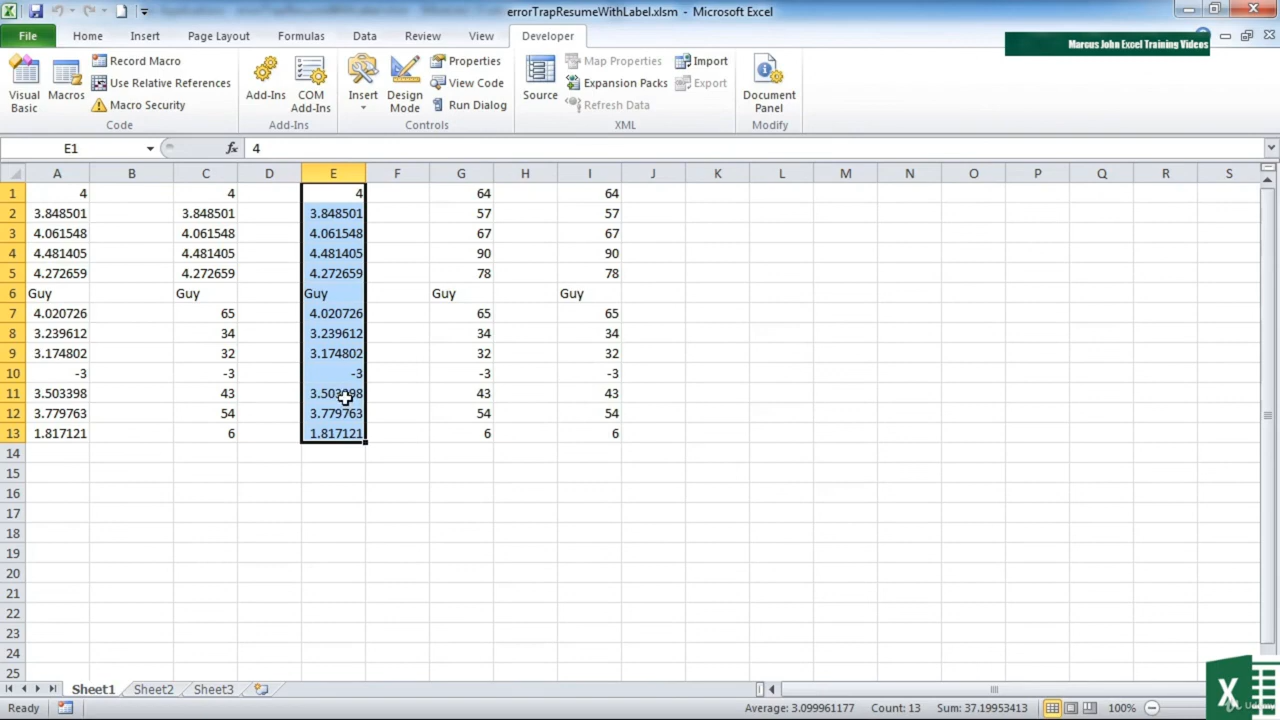 errorTrapResumeWithLabel.xlsm - Microsoft Excel
File Home Insert Page Layout Formulas Data Review View Developer
Marcus John Excel Training Videos
Visual Basic
Macros
Record Macro
Use Relative References
Macro Security
Code
Add-Ins
COM Add-Ins
Add-Ins
Insert
Design Mode
Properties
View Code
Run Dialog
Controls
Source
Map Properties
Expansion Packs
Refresh Data
Import
Export
XML
Document Panel
Modify
E1 fx 4
A B C D E F G H I J K L M N O P Q R S
1 4 4 4 64 64
2 3.848501 3.848501 3.848501 57 57
3 4.061548 4.061548 4.061548 67 67
4 4.481405 4.481405 4.481405 90 90
5 4.272659 4.272659 4.272659 78 78
6 Guy Guy Guy Guy Guy
7 4.020726 65 4.020726 65 65
8 3.239612 34 3.239612 34 34
9 3.174802 32 3.174802 32 32
10 -3 -3 -3 -3 -3
11 3.503398 43 3.503398 43 43
12 3.779763 54 3.779763 54 54
13 1.817121 6 1.817121 6 6
14
15
16
17
18
19
20
21
22
23
24
25
Sheet1 Sheet2 Sheet3
Ready Average: 3.099961177 Count: 13 Sum: 37.19953413 100%
Udemy